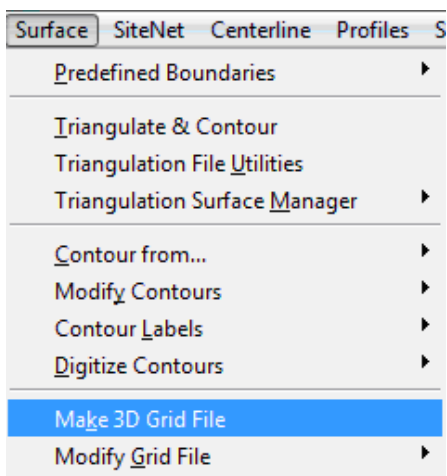 Surface SiteNet Centerline Profiles S
Predefined Boundaries
Triangulate & Contour
Triangulation File Utilities
Triangulation Surface Manager
Contour from...
Modify Contours
Contour Labels
Digitize Contours
Make 3D Grid File
Modify Grid File